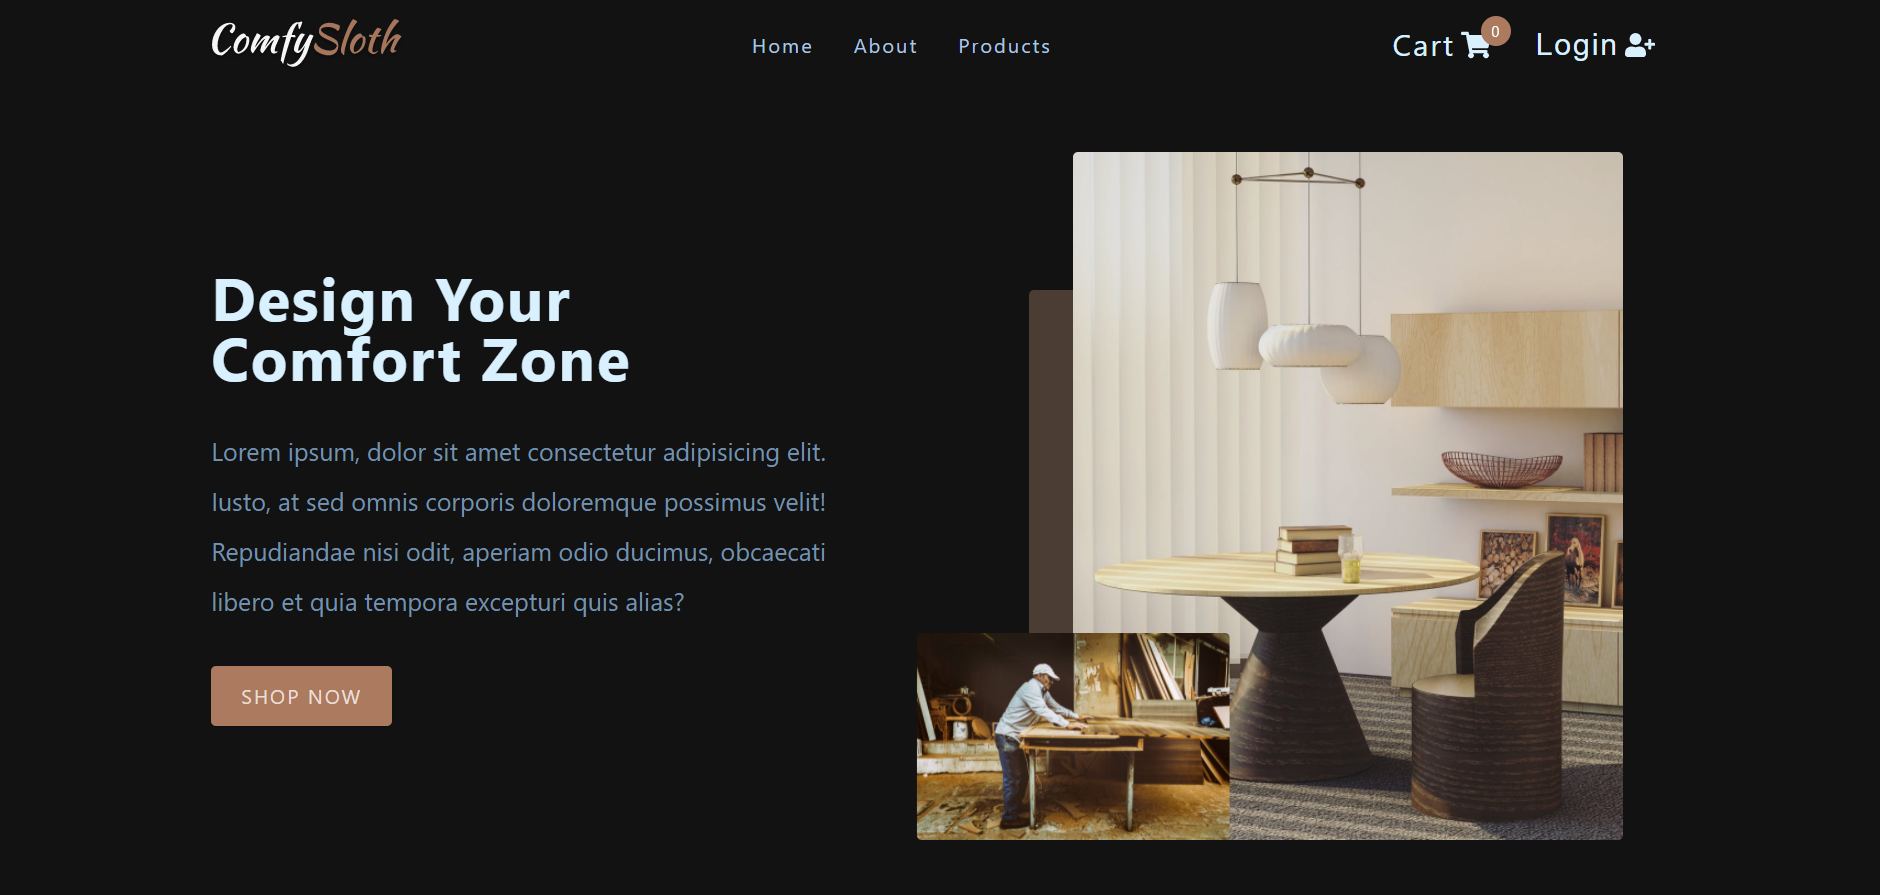 ComfySloth
Home About Products
Cart 0 Login
Design Your
Comfort Zone
Lorem ipsum, dolor sit amet consectetur adipisicing elit.
Iusto, at sed omnis corporis doloremque possimus velit!
Repudiandae nisi odit, aperiam odio ducimus, obcaecati
libero et quia tempora excepturi quis alias?
SHOP NOW